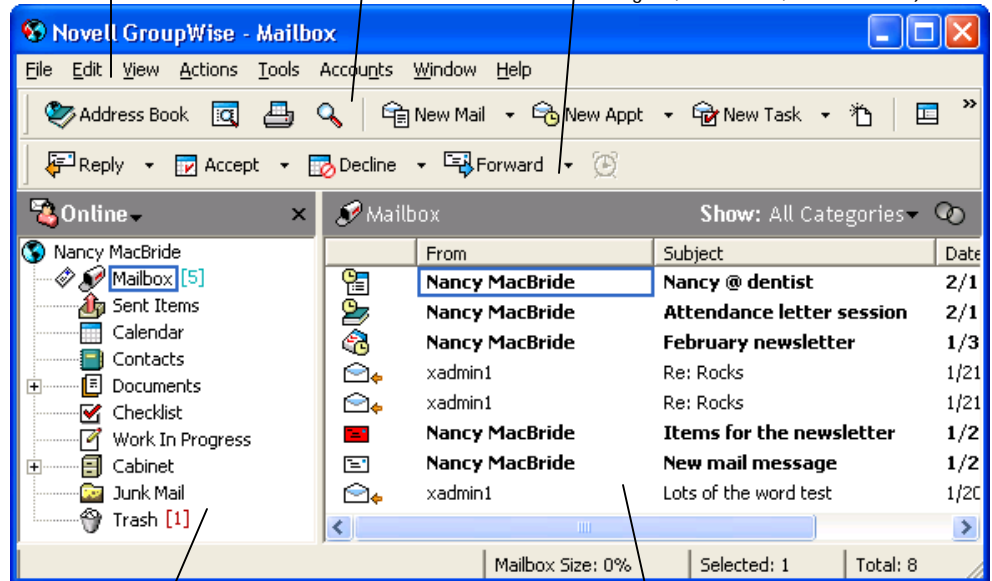 Novell GroupWise - Mailbox
File Edit View Actions Tools Accounts Window Help
Address Book New Mail New Appt New Task »
Reply Accept Decline Forward
Online × Mailbox Show: All Categories
Nancy MacBride
Mailbox [5]
Sent Items
Calendar
Contacts
Documents
Checklist
Work In Progress
Cabinet
Junk Mail
Trash [1]
From Subject Date
Nancy MacBride Nancy @ dentist 2/1
Nancy MacBride Attendance letter session 2/1
Nancy MacBride February newsletter 1/3
xadmin1 Re: Rocks 1/21
xadmin1 Re: Rocks 1/21
Nancy MacBride Items for the newsletter 1/2
Nancy MacBride New mail message 1/2
xadmin1 Lots of the word test 1/20
Mailbox Size: 0% Selected: 1 Total: 8